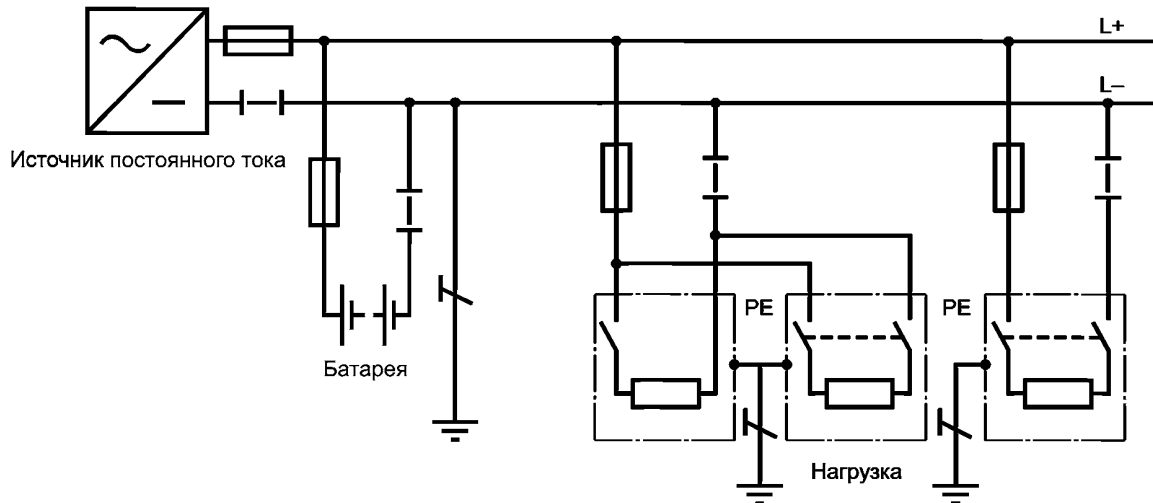 L+
L–
Источник постоянного тока
PE
PE
Батарея
Нагрузка